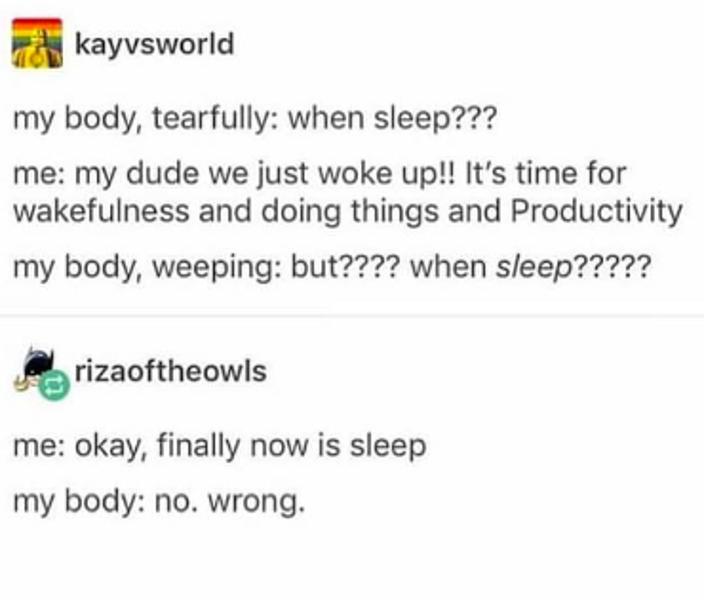 kayvsworld
my body, tearfully: when sleep???
me: my dude we just woke up!! It's time for
wakefulness and doing things and Productivity
my body, weeping: but???? when sleep?????
rizaoftheowls
me: okay, finally now is sleep
my body: no. wrong.